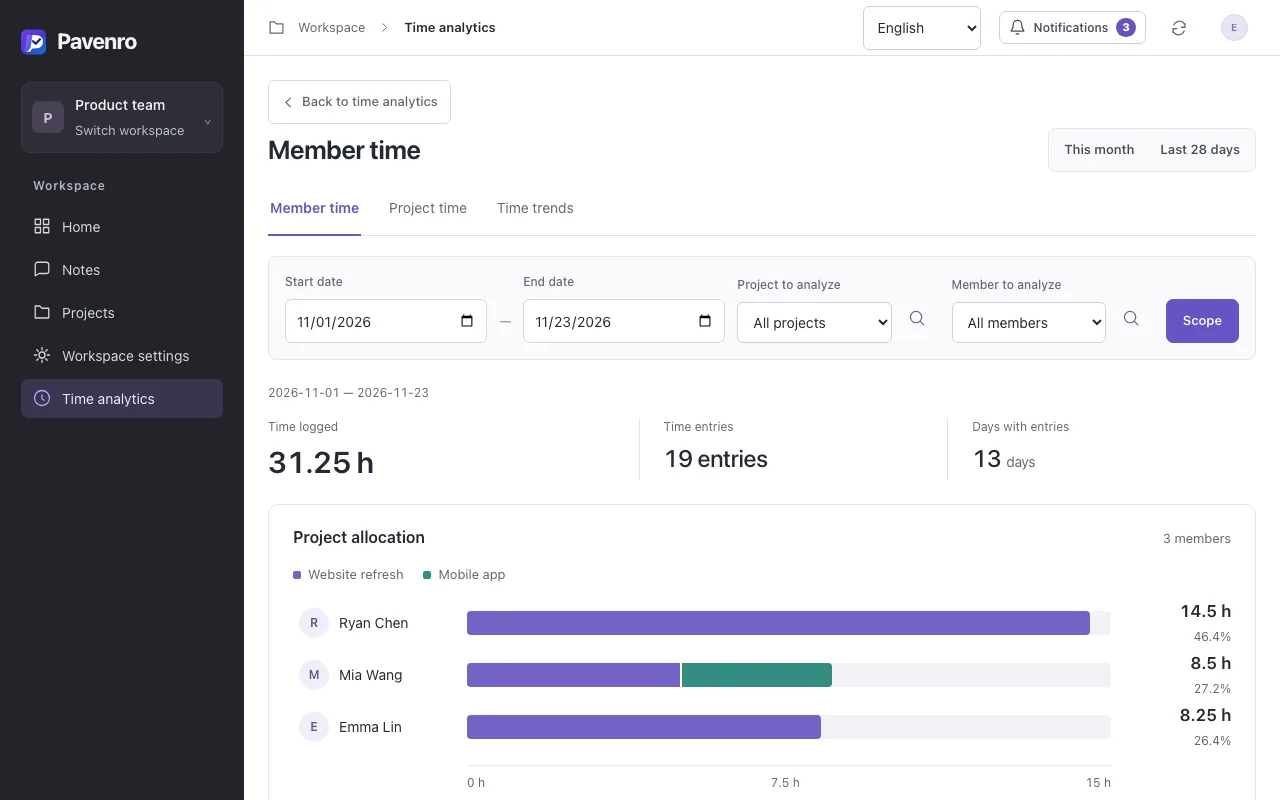 Pavenro
P
Product team
Switch workspace
Workspace
Home
Notes
Projects
Workspace settings
Time analytics
Workspace
Time analytics
English
Notifications 3
E
Back to time analytics
Member time
This month
Last 28 days
Member time
Project time
Time trends
Start date
11/01/2026
—
End date
11/23/2026
Project to analyze
All projects
Member to analyze
All members
Scope
2026-11-01 — 2026-11-23
Time logged
31.25 h
Time entries
19 entries
Days with entries
13 days
Project allocation
3 members
Website refresh
Mobile app
R
Ryan Chen
14.5 h
46.4%
M
Mia Wang
8.5 h
27.2%
E
Emma Lin
8.25 h
26.4%
0 h
7.5 h
15 h